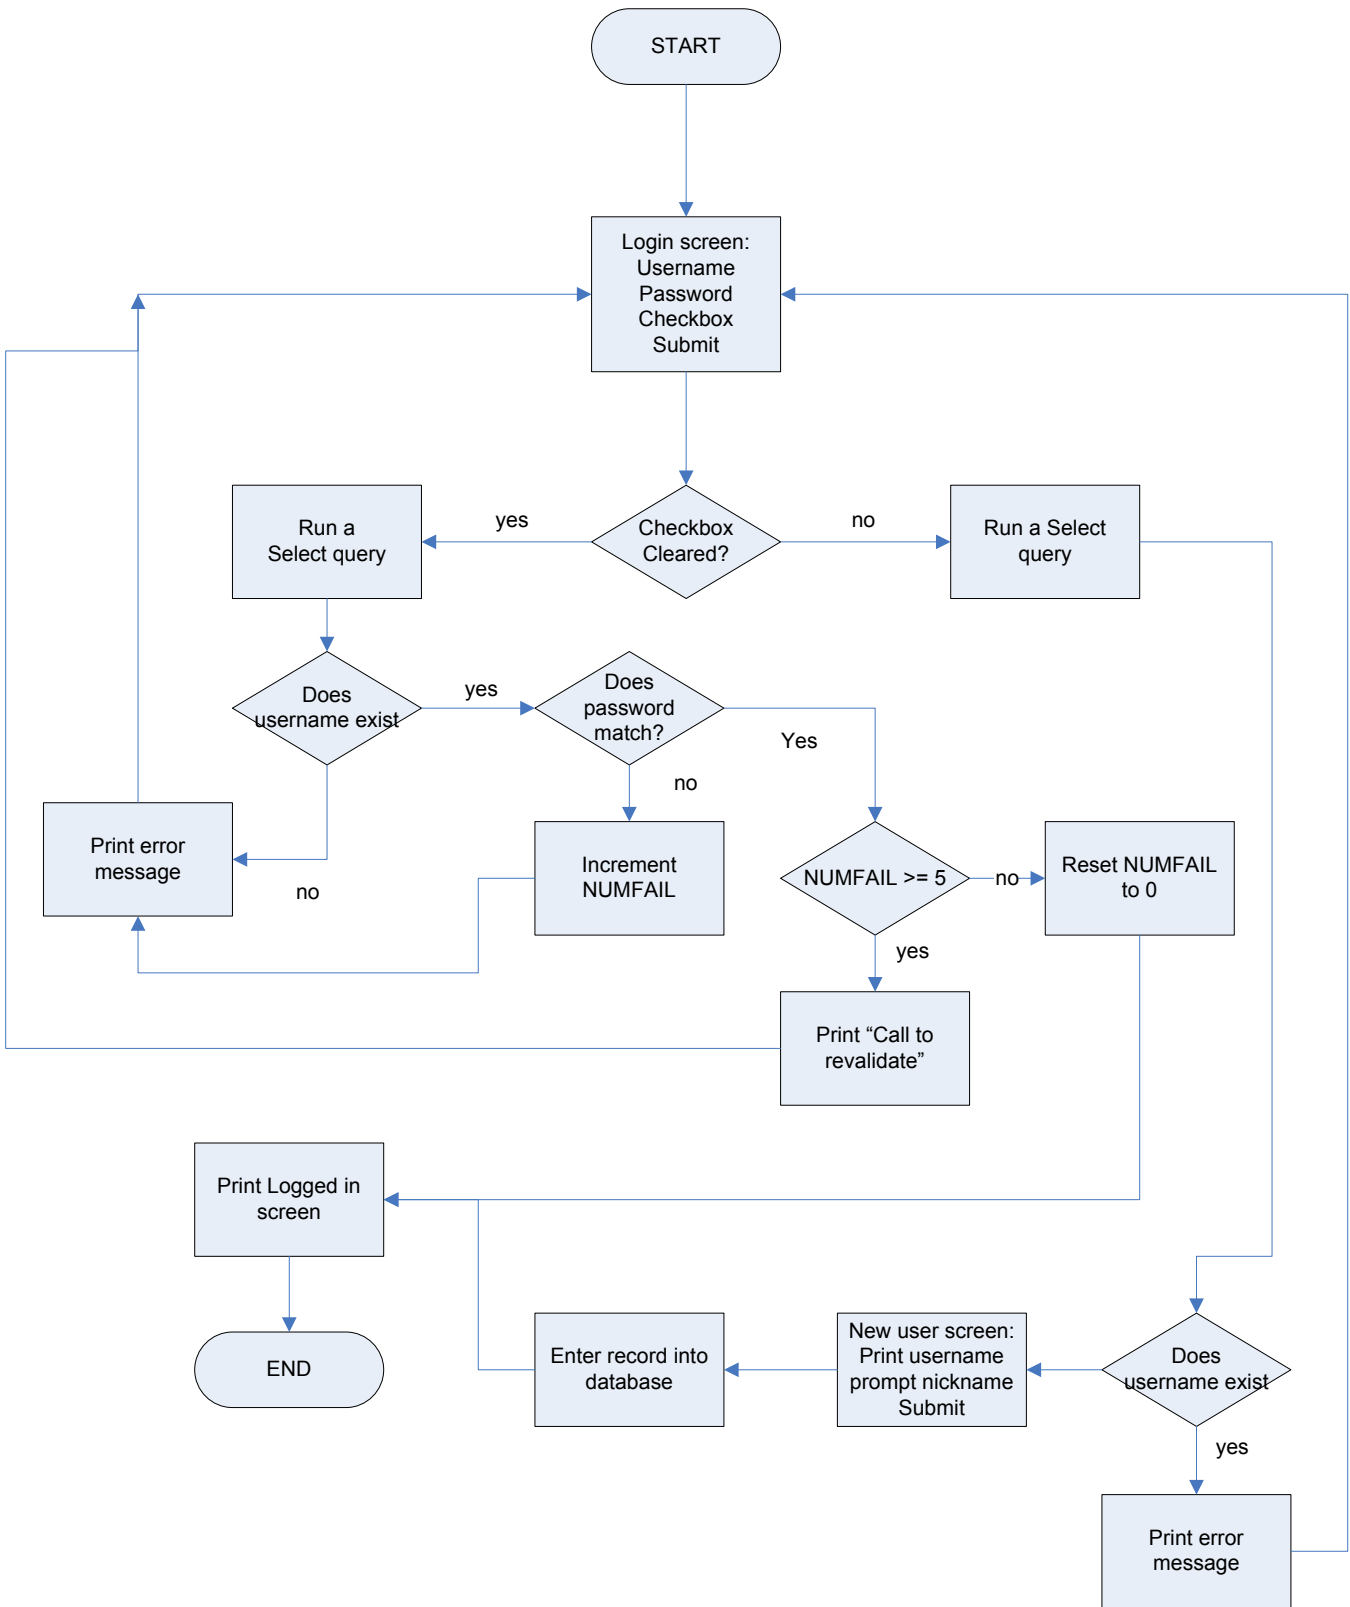 START
Login screen:
Username
Password
Checkbox
Submit
Run a
Select query
yes
Checkbox
Cleared?
no
Run a Select
query
Does
username exist
yes
Does
password
match?
Yes
no
Print error
message
no
Increment
NUMFAIL
NUMFAIL >= 5
no
Reset NUMFAIL
to 0
yes
Print “Call to
revalidate”
Print Logged in
screen
END
Enter record into
database
New user screen:
Print username
prompt nickname
Submit
Does
username exist
yes
Print error
message